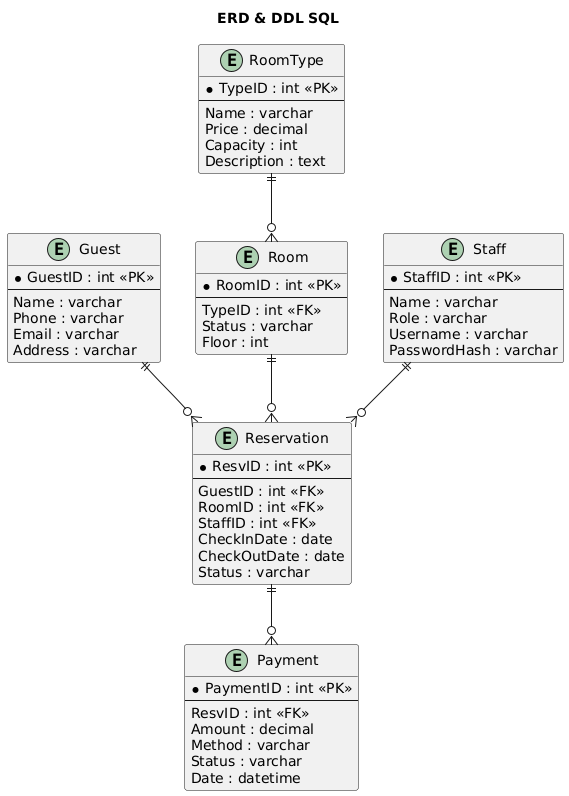 ERD & DDL SQL
E RoomType
* TypeID : int «PK»
Name : varchar
Price : decimal
Capacity : int
Description : text
E Guest
* GuestID : int «PK»
Name : varchar
Phone : varchar
Email : varchar
Address : varchar
E Room
* RoomID : int «PK»
TypeID : int «FK»
Status : varchar
Floor : int
E Staff
* StaffID : int «PK»
Name : varchar
Role : varchar
Username : varchar
PasswordHash : varchar
E Reservation
* ResvID : int «PK»
GuestID : int «FK»
RoomID : int «FK»
StaffID : int «FK»
CheckInDate : date
CheckOutDate : date
Status : varchar
E Payment
* PaymentID : int «PK»
ResvID : int «FK»
Amount : decimal
Method : varchar
Status : varchar
Date : datetime